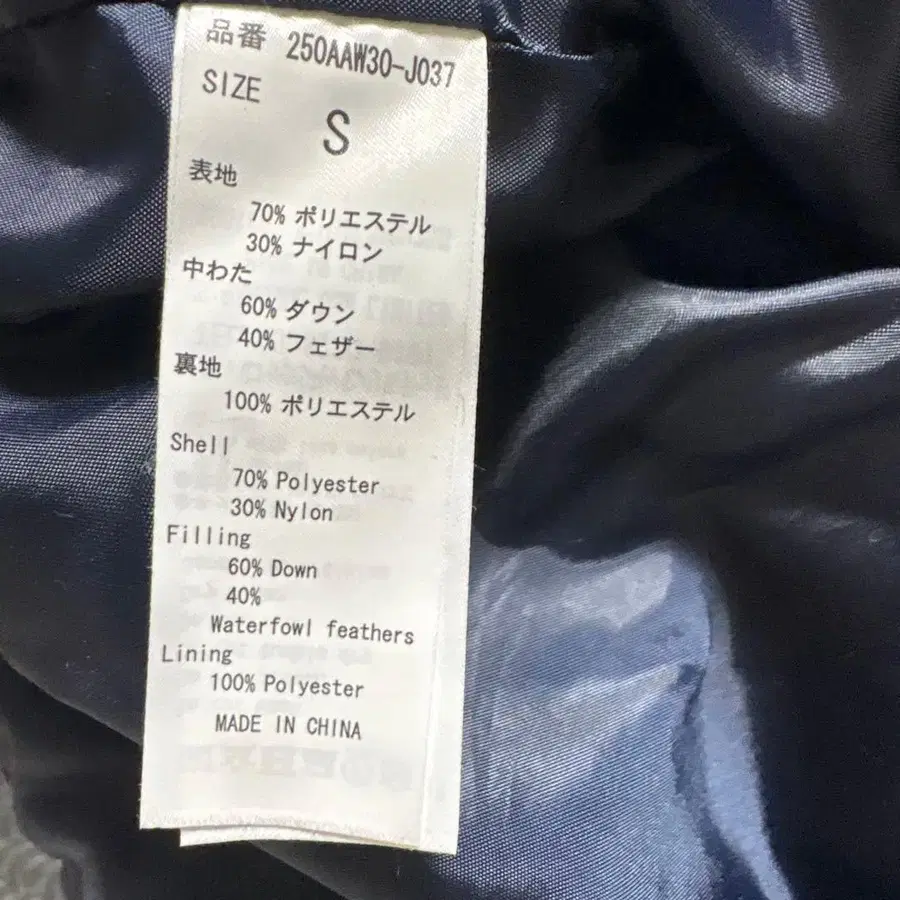 品番 250AAW30-J037
SIZE
S
表地
70% ポリエステル
30% ナイロン
中わた
60% ダウン
40% フェザー
裏地
100% ポリエステル
Shell
70% Polyester
30% Nylon
Filling
60% Down
40%
Waterfowl feathers
Lining
100% Polyester
MADE IN CHINA